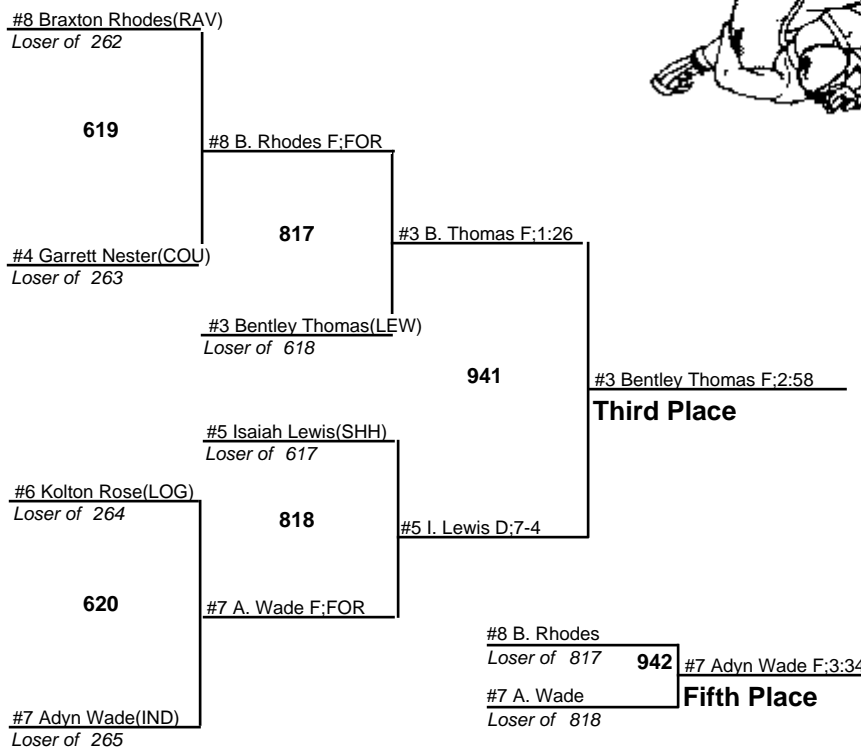 #8 Braxton Rhodes(RAV)
Loser of 262
619
#8 B. Rhodes F;FOR
#4 Garrett Nester(COU)
Loser of 263
817
#3 B. Thomas F;1:26
#3 Bentley Thomas(LEW)
Loser of 618
941
#3 Bentley Thomas F;2:58
Third Place
#5 Isaiah Lewis(SHH)
Loser of 617
#6 Kolton Rose(LOG)
Loser of 264
818
#5 I. Lewis D;7-4
620
#7 A. Wade F;FOR
#7 Adyn Wade(IND)
Loser of 265
#8 B. Rhodes
Loser of 817
942
#7 Adyn Wade F;3:34
Fifth Place
#7 A. Wade
Loser of 818